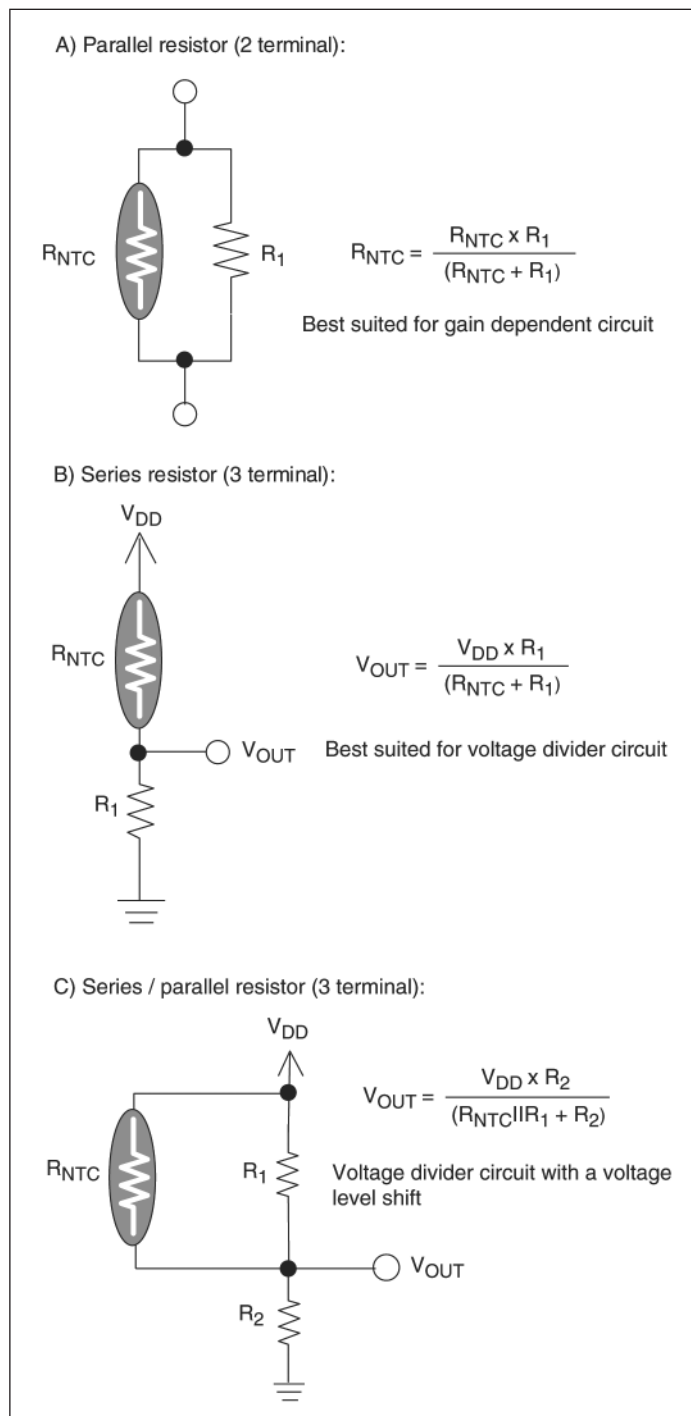 A) Parallel resistor (2 terminal):
RNTC
R1
RNTC = RNTC x R1
(RNTC + R1)
Best suited for gain dependent circuit
B) Series resistor (3 terminal):
VDD
RNTC
VOUT = VDD x R1
(RNTC + R1)
VOUT
Best suited for voltage divider circuit
R1
C) Series / parallel resistor (3 terminal):
VDD
VOUT = VDD x R2
(RNTCIIR1 + R2)
RNTC
R1
Voltage divider circuit with a voltage
level shift
VOUT
R2